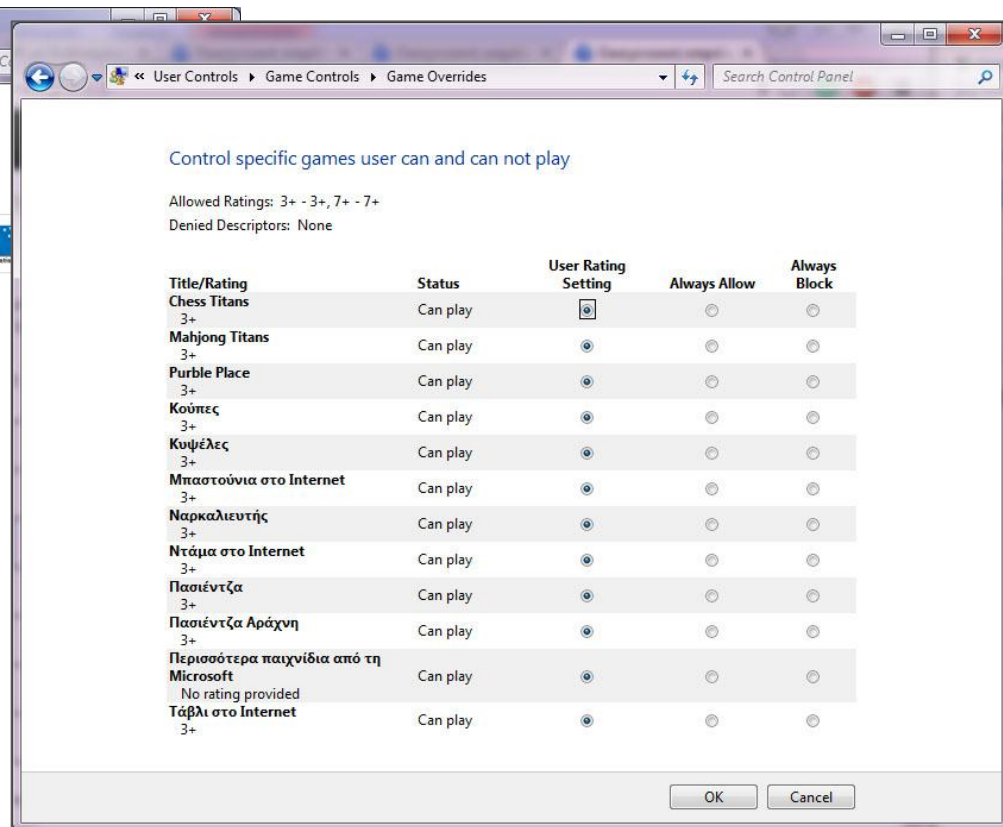 « User Controls ▸ Game Controls ▸ Game Overrides
Search Control Panel
Control specific games user can and can not play
Allowed Ratings: 3+ - 3+, 7+ - 7+
Denied Descriptors: None
Title/Rating Status User Rating Setting Always Allow Always Block
Chess Titans
3+ Can play
Mahjong Titans
3+ Can play
Purble Place
3+ Can play
Κούπες
3+ Can play
Κυψέλες
3+ Can play
Μπαστούνια στο Internet
3+ Can play
Ναρκαλιευτής
3+ Can play
Ντάμα στο Internet
3+ Can play
Πασιέντζα
3+ Can play
Πασιέντζα Αράχνη
3+ Can play
Περισσότερα παιχνίδια από τη
Microsoft Can play
No rating provided
Τάβλι στο Internet
3+ Can play
OK Cancel